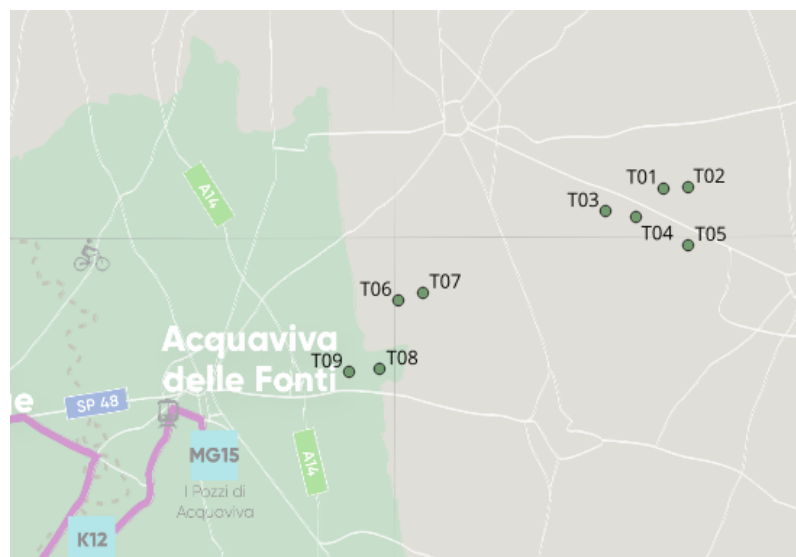 T01
T02
T03
T04
T05
A14
T06
T07
Acquaviva
delle Fonti
T09
T08
ge
SP 48
MG15
A14
I Pozzi di
Acquaviva
K12